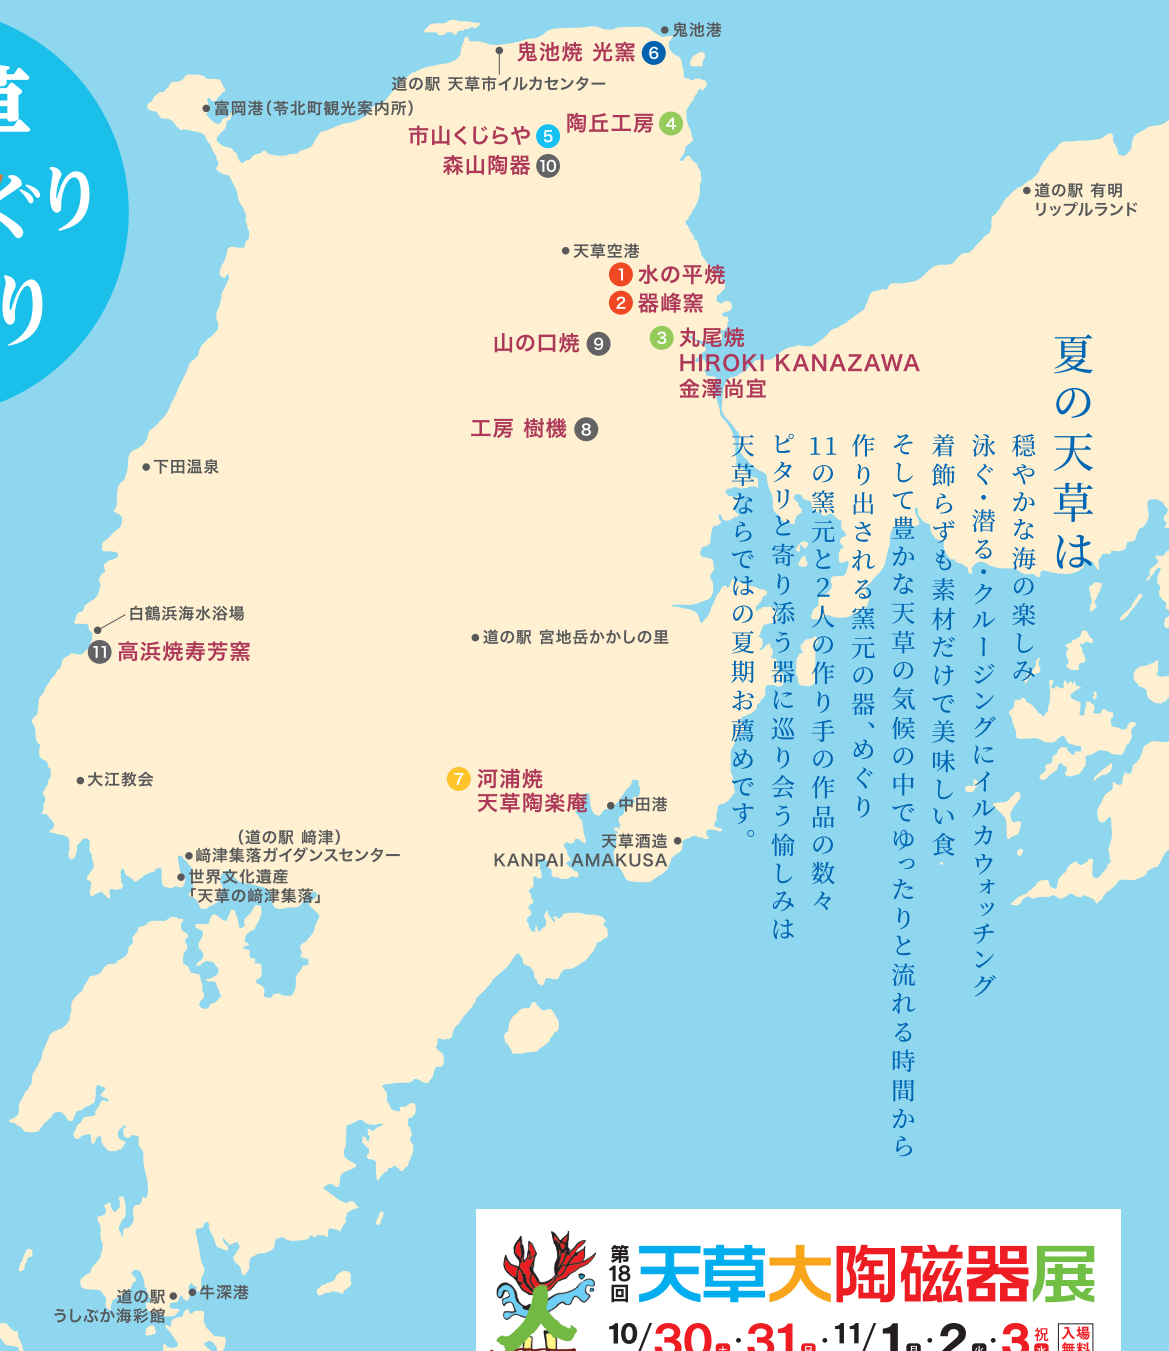 草
ぐり
り
鬼池港
鬼池焼 光窯 6
道の駅 天草市イルカセンター
富岡港（苓北町観光案内所）
陶丘工房 4
市山くじらや 5
森山陶器 10
道の駅 有明
リップルランド
天草空港
1 水の平焼
2 器峰窯
3 丸尾焼
HIROKI KANAZAWA
金澤尚宜
山の口焼 9
工房 樹機 8
下田温泉
白鶴浜海水浴場
11 高浜焼寿芳窯
道の駅 宮地岳かかしの里
大江教会
7 河浦焼
天草陶楽庵
中田港
天草酒造
KANPAI AMAKUSA
（道の駅 﨑津）
﨑津集落ガイダンスセンター
世界文化遺産
「天草の﨑津集落」
道の駅
うしぶか海彩館
牛深港
夏の天草は
穏やかな海の楽しみ
泳ぐ・潜る・クルージングにイルカウォッチング
着飾らずも素材だけで美味しい食
そして豊かな天草の気候の中でゆったりと流れる時間から
作り出される窯元の器、めぐり
11の窯元と2人の作り手の作品の数々
ピタリと寄り添う器に巡り会う愉しみは
天草ならではの夏期お薦めです。
第18回 天草大陶磁器展
10/30土・31日・11/1月・2火・3祝水 入場無料